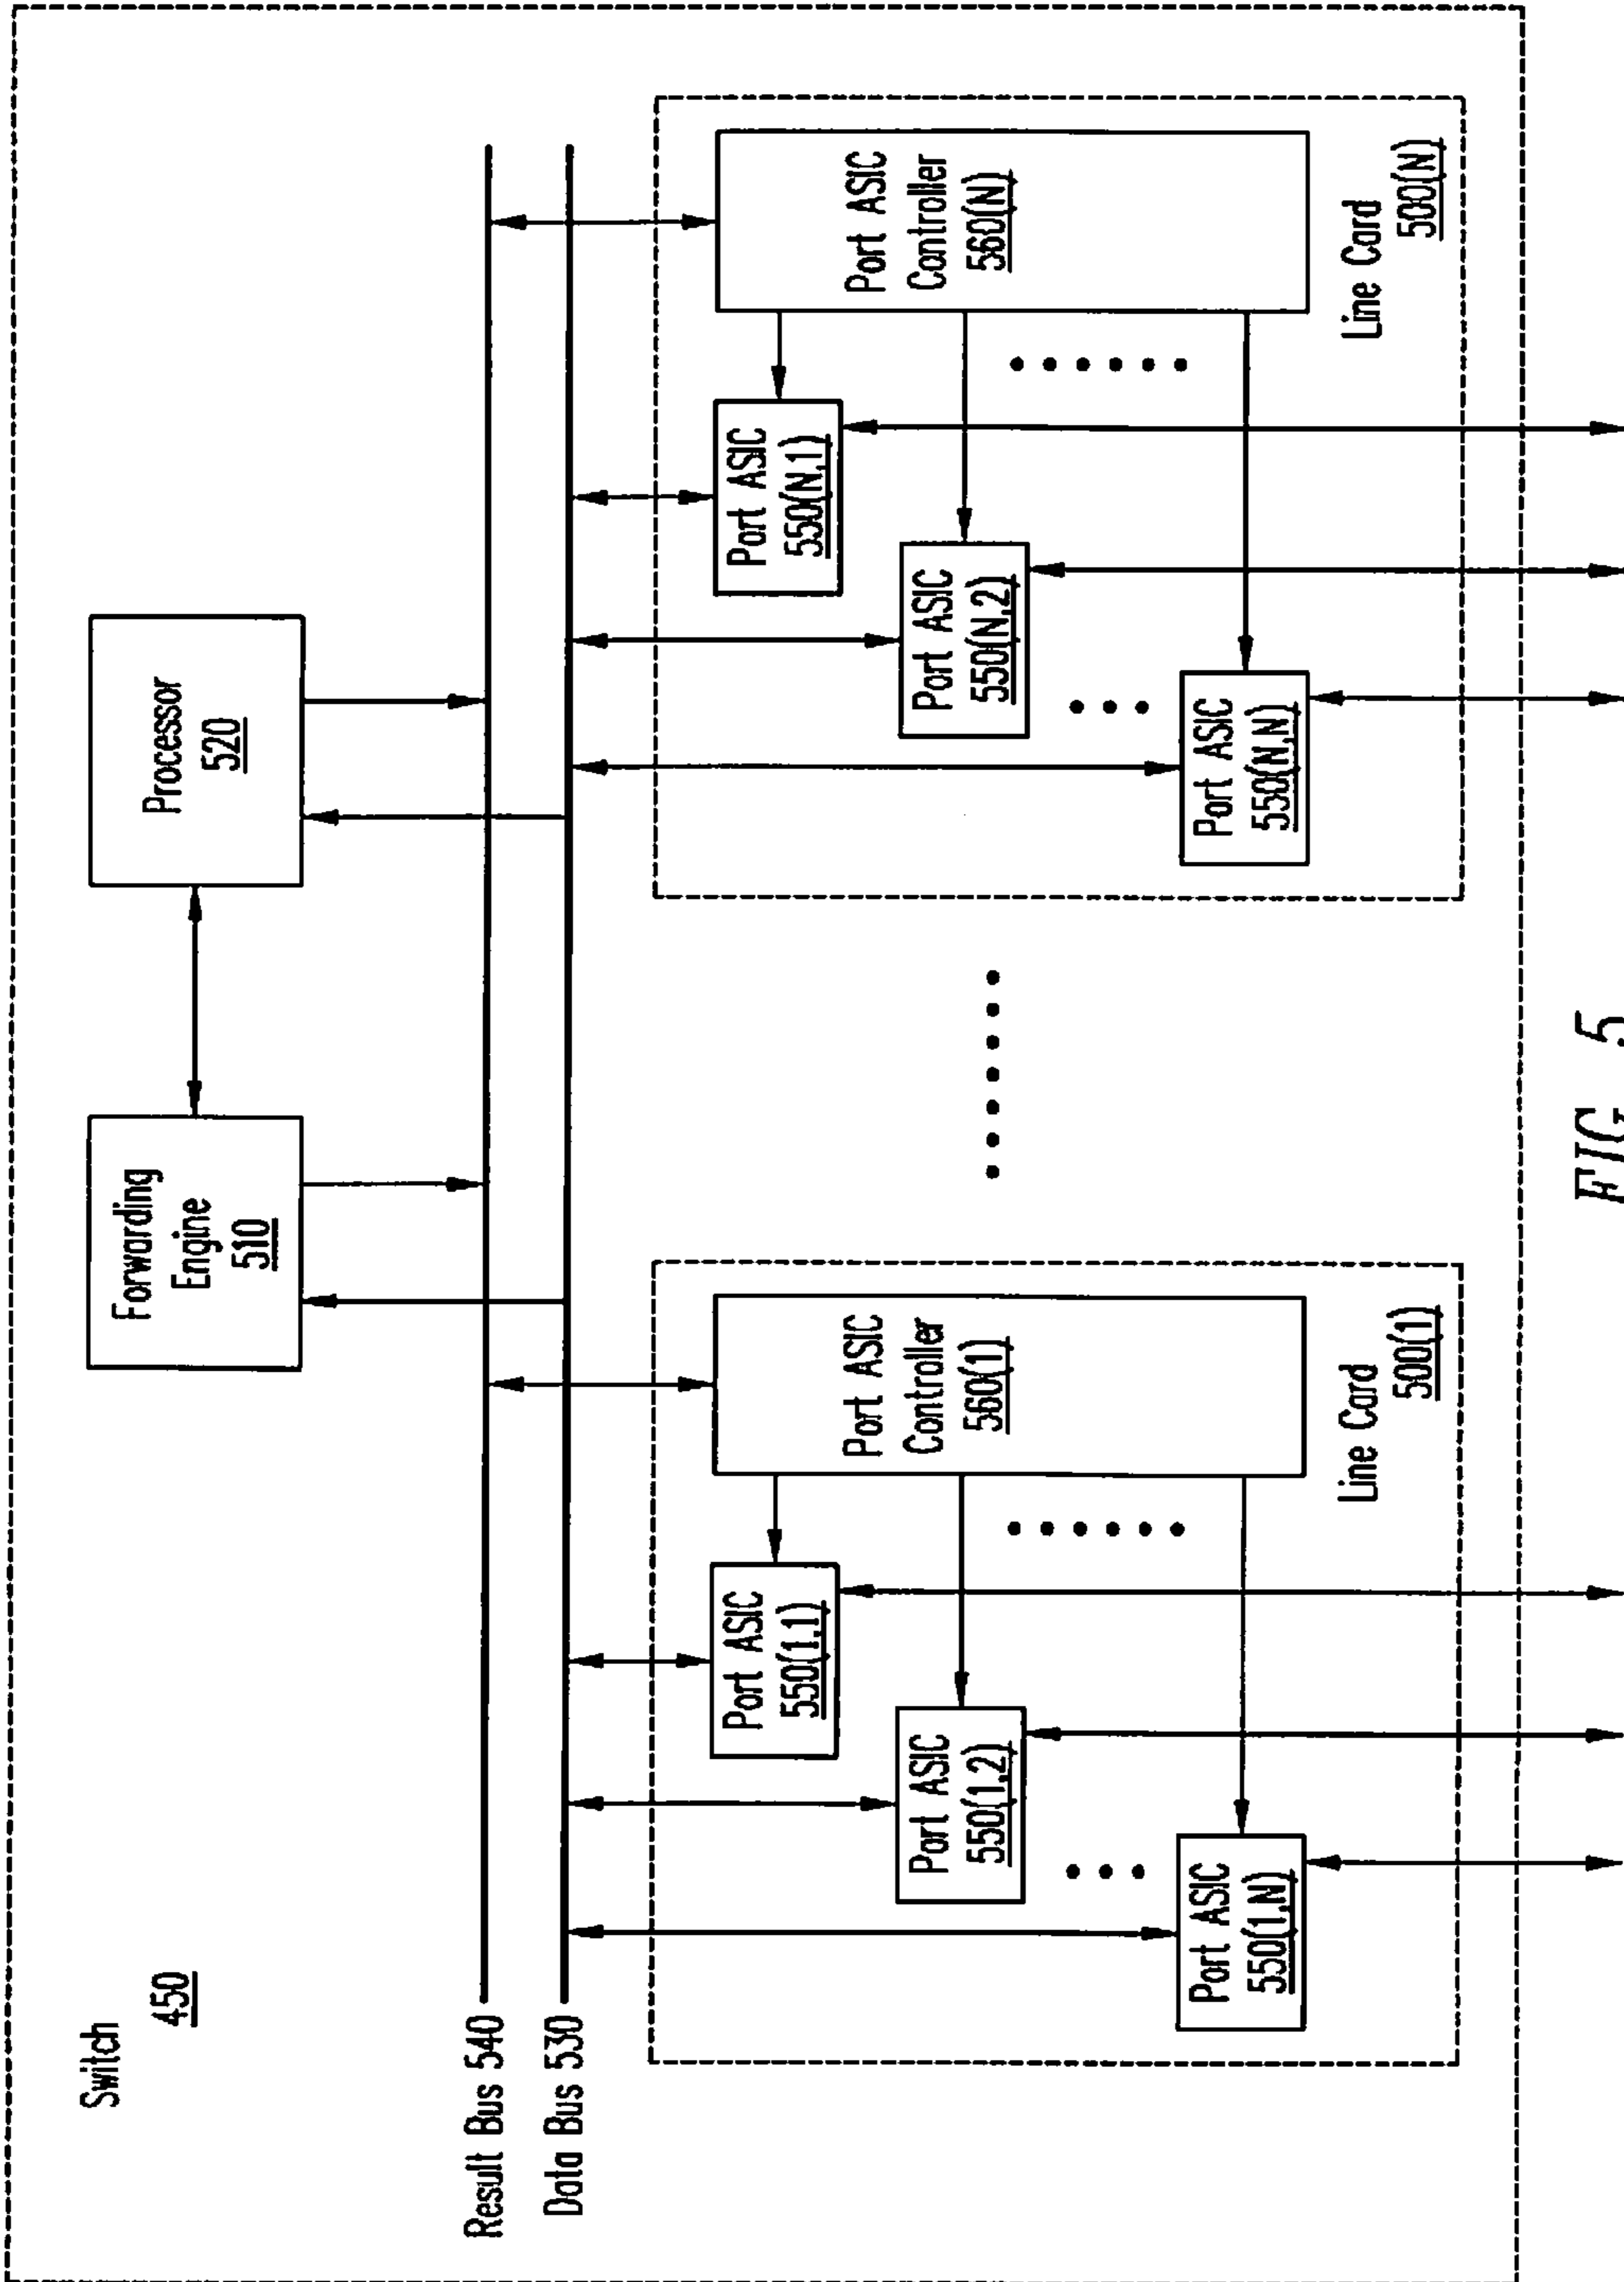 Switch
450
Forwarding
Engine
510
Processor
520
Result Bus 540
Data Bus 530
Port ASIC
550(1,1)
Port ASIC
550(1,2)
Port ASIC
550(1,N)
Port ASIC
Controller
560(1)
Line Card
500(1)
Port ASIC
550(N,1)
Port ASIC
550(N,2)
Port ASIC
550(N,N)
Port ASIC
Controller
560(N)
Line Card
500(N)
FIG. 5